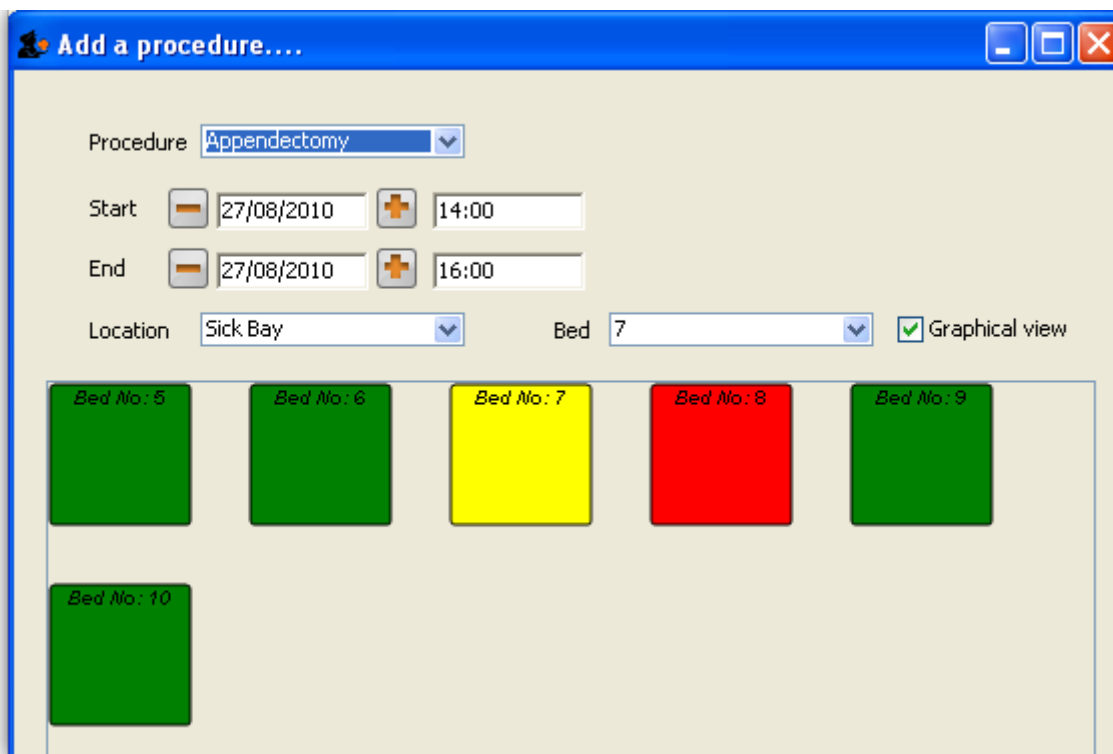 Add a procedure....
Procedure Appendectomy
Start 27/08/2010 14:00
End 27/08/2010 16:00
Location Sick Bay Bed 7 Graphical view
Bed No: 5 Bed No: 6 Bed No: 7 Bed No: 8 Bed No: 9
Bed No: 10